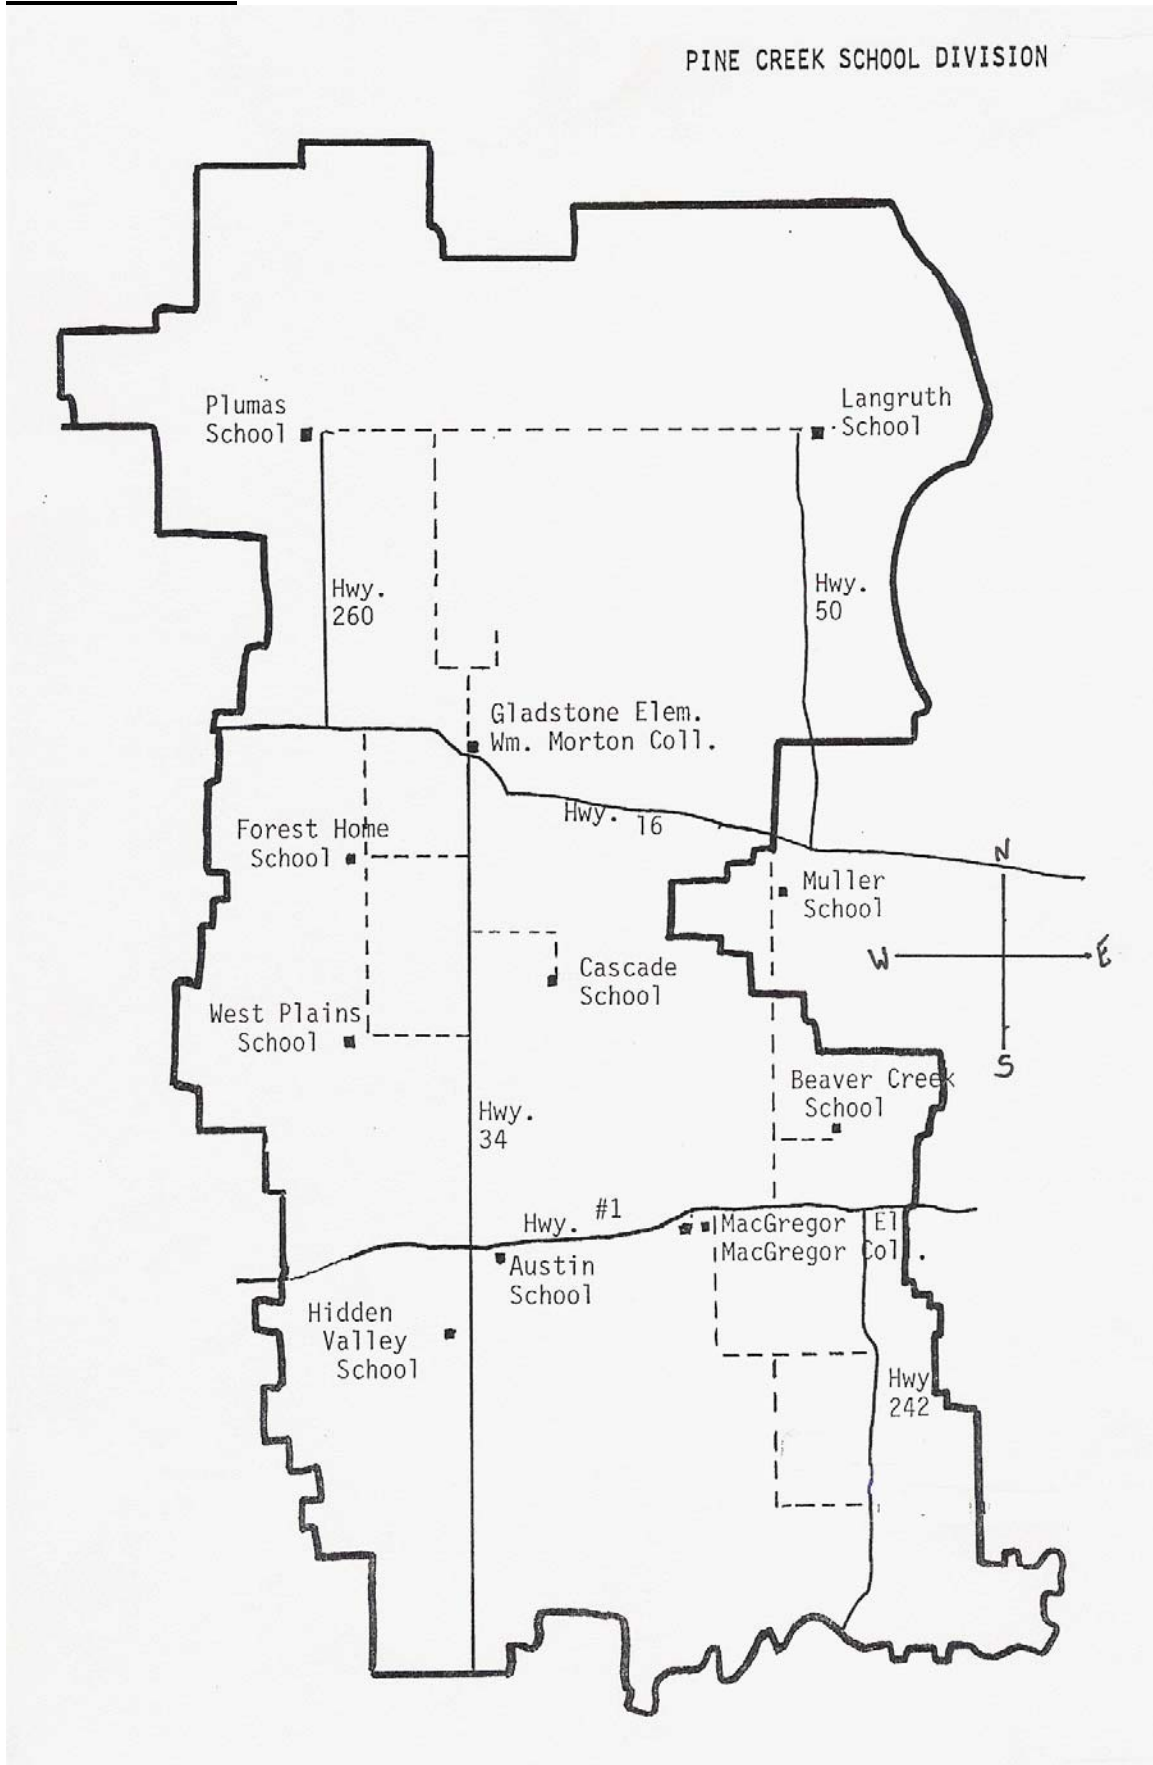 PINE CREEK SCHOOL DIVISION
Plumas
School
Langruth
School
Hwy.
260
Hwy.
50
Gladstone Elem.
Wm. Morton Coll.
Hwy. 16
Forest Home
School
Muller
School
N
W
E
S
Cascade
School
West Plains
School
Beaver Creek
School
Hwy.
34
Hwy. #1
MacGregor El
MacGregor Coll.
Austin
School
Hidden
Valley
School
Hwy
242